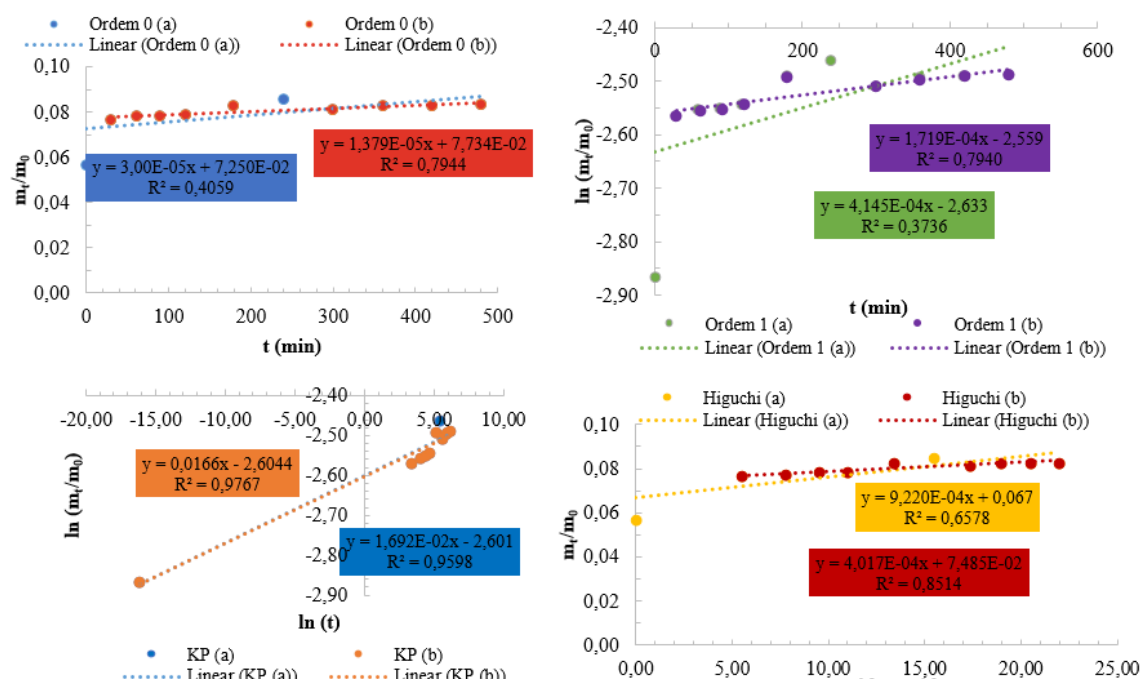 Ordem 0 (a) Ordem 0 (b)
Linear (Ordem 0 (a)) Linear (Ordem 0 (b))
0,10
0,08
0,06
0,04
0,02
0,00
mt/m0
y = 3,00E-05x + 7,250E-02
R² = 0,4059
y = 1,379E-05x + 7,734E-02
R² = 0,7944
0 100 200 300 400 500
t (min)
-2,40
0 200 400 600
-2,50
-2,60
-2,70
-2,80
-2,90
ln (mt/m0)
y = 1,719E-04x - 2,559
R² = 0,7940
y = 4,145E-04x - 2,633
R² = 0,3736
t (min)
Ordem 1 (a) Ordem 1 (b)
Linear (Ordem 1 (a)) Linear (Ordem 1 (b))
-2,40
-20,00 -15,00 -10,00 -5,00 0,00 5,00 10,00
-2,50
-2,60
-2,70
-2,80
-2,90
ln (mt/m0)
y = 0,0166x - 2,6044
R² = 0,9767
y = 1,692E-02x - 2,601
R² = 0,9598
ln (t)
KP (a) KP (b)
Linear (KP (a)) Linear (KP (b))
Higuchi (a) Higuchi (b)
Linear (Higuchi (a)) Linear (Higuchi (b))
0,10
0,08
0,06
0,04
0,02
0,00
mt/m0
y = 9,220E-04x + 0,067
R² = 0,6578
y = 4,017E-04x + 7,485E-02
R² = 0,8514
0,00 5,00 10,00 15,00 20,00 25,00